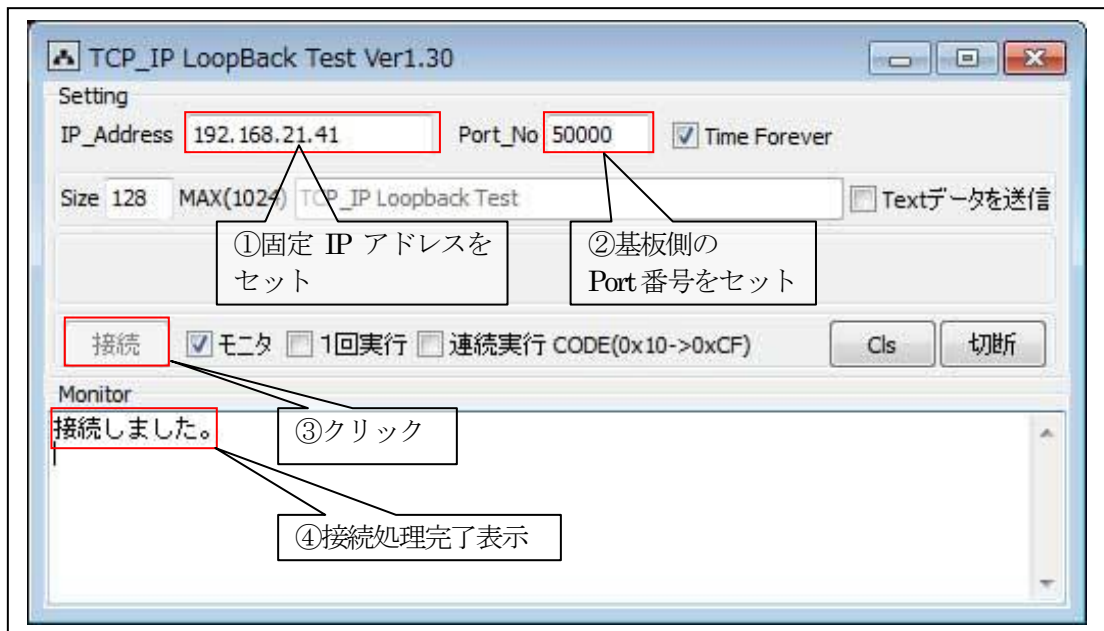 TCP_IP LoopBack Test Ver1.30
Setting
IP_Address 192.168.21.41 Port_No 50000 Time Forever
Size 128 MAX(1024) TCP_IP Loopback Test Textデータを送信
①固定 IP アドレスを
セット
②基板側の
Port 番号をセット
接続 モニタ 1回実行 連続実行 CODE(0x10->0xCF) Cls 切断
Monitor
接続しました。
③クリック
④接続処理完了表示